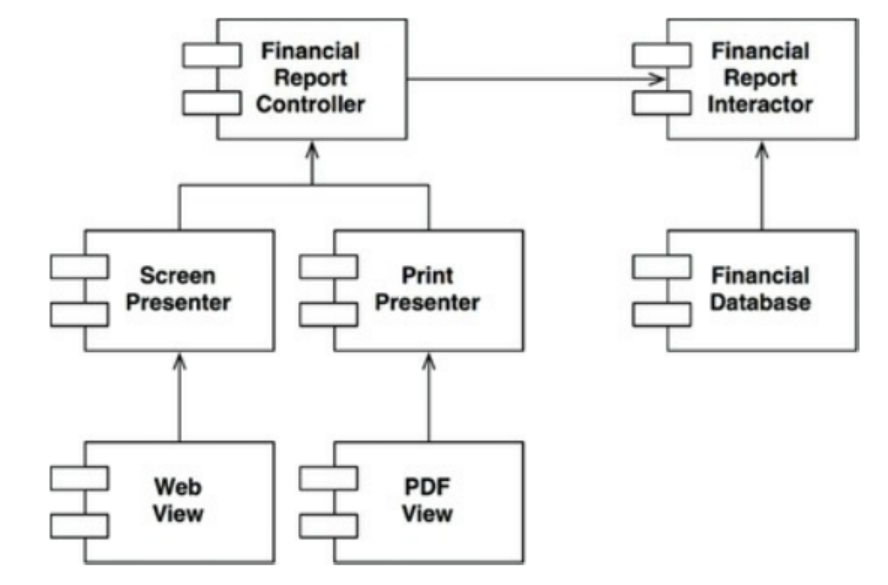 Financial
Report
Controller
Financial
Report
Interactor
Screen
Presenter
Print
Presenter
Financial
Database
Web
View
PDF
View